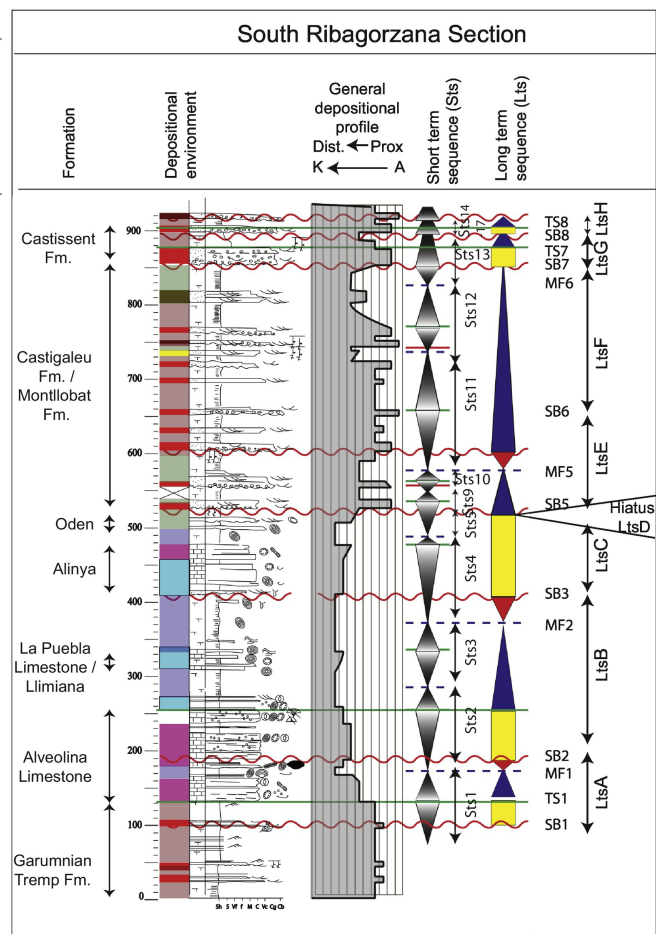 South Ribagorzana Section
Formation
Depositional
environment
General
depositional
profile
Dist. Prox
K A
Short term
sequence (Sts)
Long term
sequence (Lts)
900
800
700
600
500
400
300
200
100
0
Castissent
Fm.
Castigaleu
Fm. /
Montllobat
Fm.
Oden
Alinya
La Puebla
Limestone /
Llimiana
Alveolina
Limestone
Garumnian
Tremp Fm.
Sh S Vf f M C Vc Cg Cb
Sts14
17
Sts13
Sts12
Sts11
Sts10
Sts9
Sts5
Sts4
Sts3
Sts2
Sts1
TS8
SB8
TS7
SB7
MF6
SB6
MF5
SB5
SB3
MF2
SB2
MF1
TS1
SB1
LtsH
LtsG
LtsF
LtsE
Hiatus
LtsD
LtsC
LtsB
LtsA